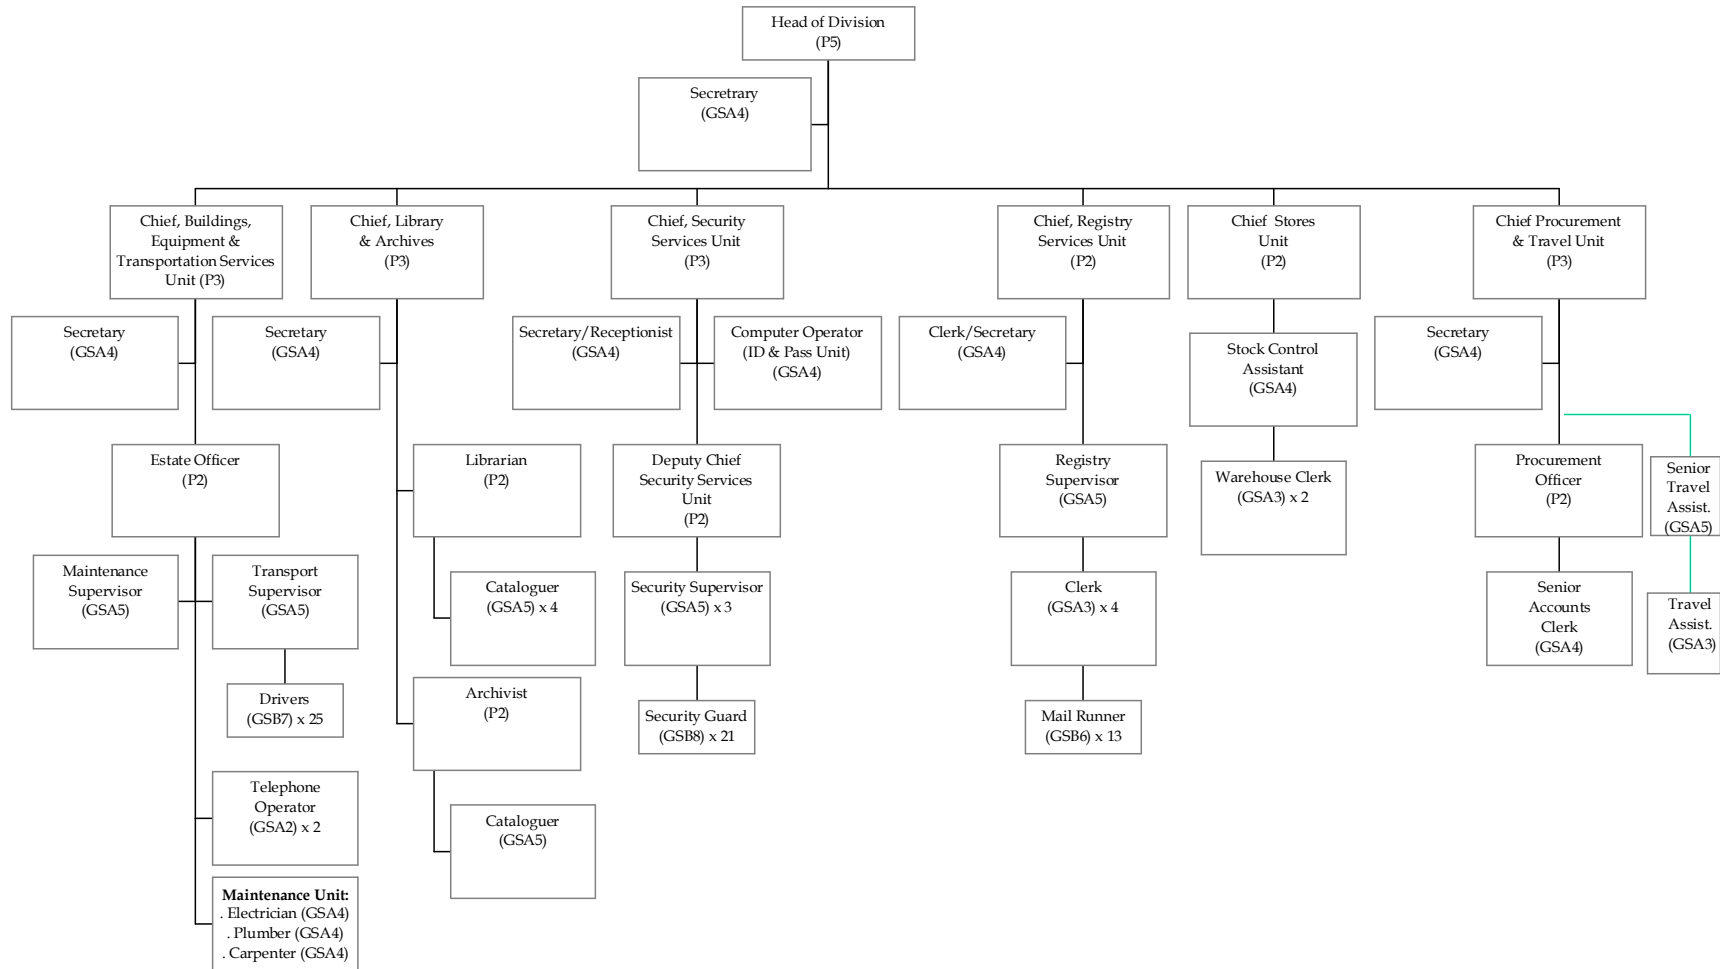 Head of Division
(P5)
Secretrary
(GSA4)
Chief, Buildings,
Equipment &
Transportation Services
Unit (P3)
Chief, Library
& Archives
(P3)
Chief, Security
Services Unit
(P3)
Chief, Registry
Services Unit
(P2)
Chief Stores
Unit
(P2)
Chief Procurement
& Travel Unit
(P3)
Secretary
(GSA4)
Secretary
(GSA4)
Secretary/Receptionist
(GSA4)
Computer Operator
(ID & Pass Unit)
(GSA4)
Clerk/Secretary
(GSA4)
Stock Control
Assistant
(GSA4)
Secretary
(GSA4)
Estate Officer
(P2)
Librarian
(P2)
Deputy Chief
Security Services
Unit
(P2)
Registry
Supervisor
(GSA5)
Warehouse Clerk
(GSA3) x 2
Procurement
Officer
(P2)
Senior
Travel
Assist.
(GSA5)
Maintenance
Supervisor
(GSA5)
Transport
Supervisor
(GSA5)
Cataloguer
(GSA5) x 4
Security Supervisor
(GSA5) x 3
Clerk
(GSA3) x 4
Senior
Accounts
Clerk
(GSA4)
Travel
Assist.
(GSA3)
Drivers
(GSB7) x 25
Archivist
(P2)
Security Guard
(GSB8) x 21
Mail Runner
(GSB6) x 13
Telephone
Operator
(GSA2) x 2
Cataloguer
(GSA5)
Maintenance Unit:
. Electrician (GSA4)
. Plumber (GSA4)
. Carpenter (GSA4)